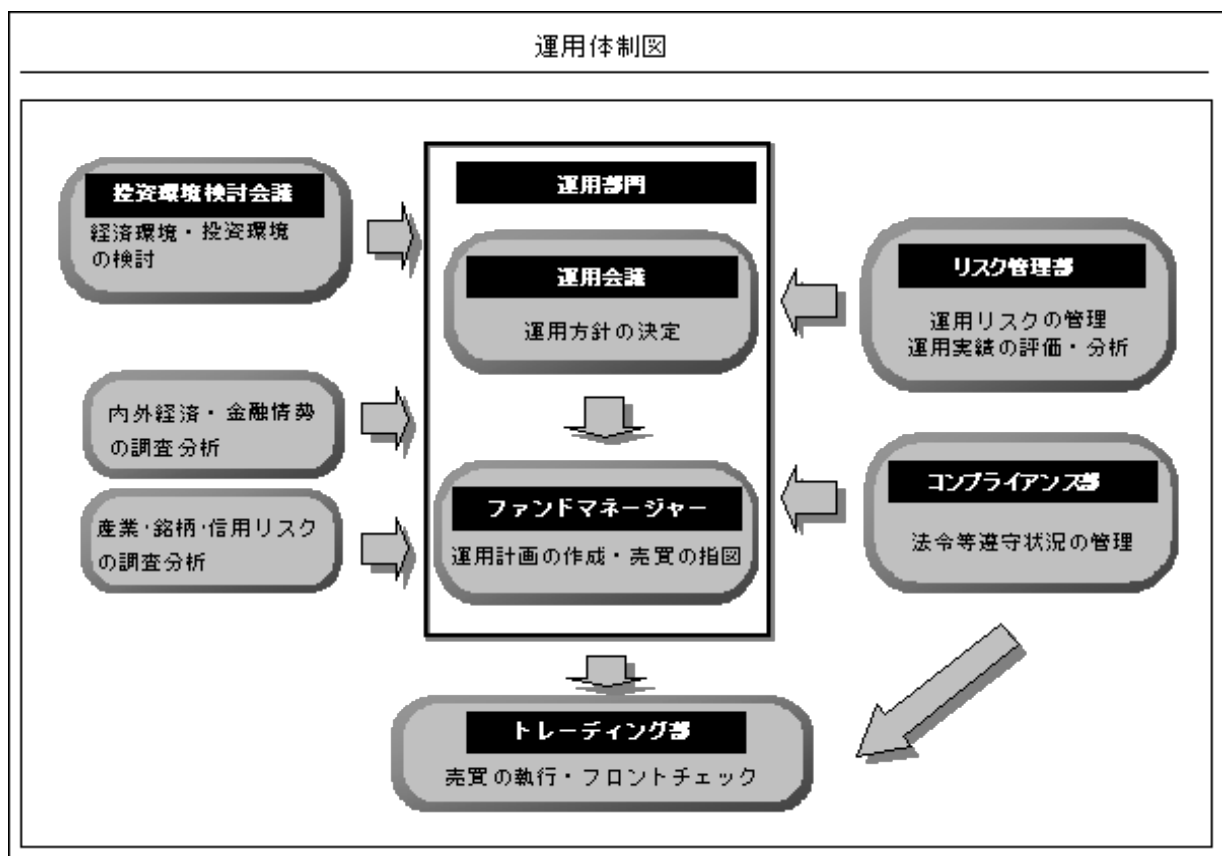 運用体制図
投資環境検討会議
経済環境・投資環境
の検討
内外経済・金融情勢
の調査分析
産業・銘柄・信用リスク
の調査分析
運用部門
運用会議
運用方針の決定
ファンドマネージャー
運用計画の作成・売買の指図
リスク管理部
運用リスクの管理
運用実績の評価・分析
コンプライアンス部
法令等遵守状況の管理
トレーディング部
売買の執行・フロントチェック